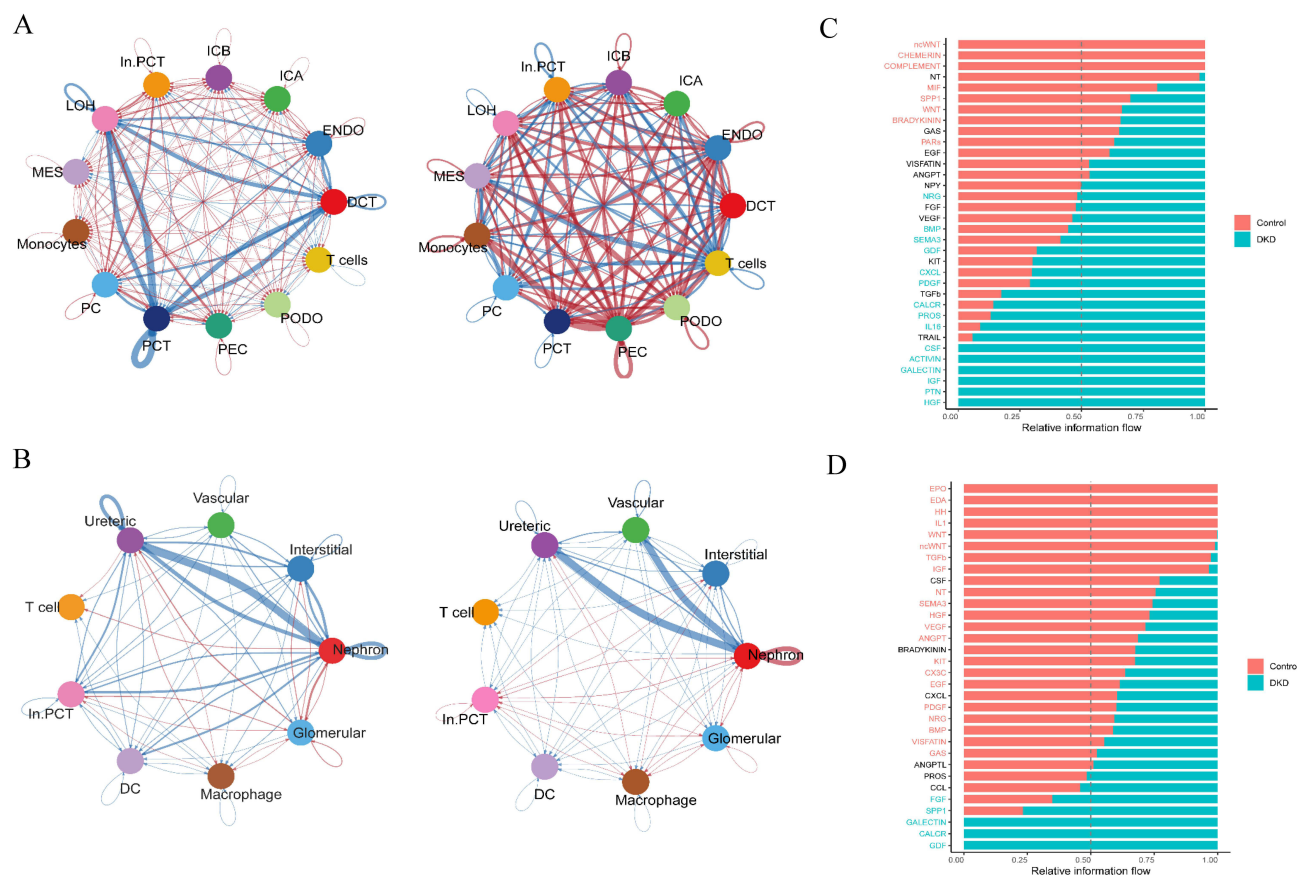 A
In.PCT
ICB
ICA
LOH
ENDO
MES
DCT
Monocytes
T cells
PC
PODO
PCT
PEC
In.PCT
ICB
ICA
LOH
ENDO
MES
DCT
Monocytes
T cells
PC
PODO
PCT
PEC
C
ncWNT
CHEMERIN
COMPLEMENT
NT
MIF
SPP1
WNT
BRADYKININ
GAS
PARs
EGF
VISFATIN
ANGPT
NPY
NRG
FGF
VEGF
BMP
SEMA3
GDF
KIT
CXCL
PDGF
TGFb
CALCR
PROS
IL16
TRAIL
CSF
ACTIVIN
GALECTIN
IGF
PTN
HGF
0.00 0.25 0.50 0.75 1.00
Relative information flow
Control
DKD
B
Vascular
Ureteric
Interstitial
T cell
Nephron
In.PCT
Glomerular
DC
Macrophage
Vascular
Ureteric
Interstitial
T cell
Nephron
In.PCT
Glomerular
DC
Macrophage
D
EPO
EDA
HH
IL1
WNT
ncWNT
TGFb
IGF
CSF
NT
SEMA3
HGF
VEGF
ANGPT
BRADYKININ
KIT
CX3C
EGF
CXCL
PDGF
NRG
BMP
VISFATIN
GAS
ANGPTL
PROS
CCL
FGF
SPP1
GALECTIN
CALCR
GDF
0.00 0.25 0.50 0.75 1.00
Relative information flow
Contro
DKD